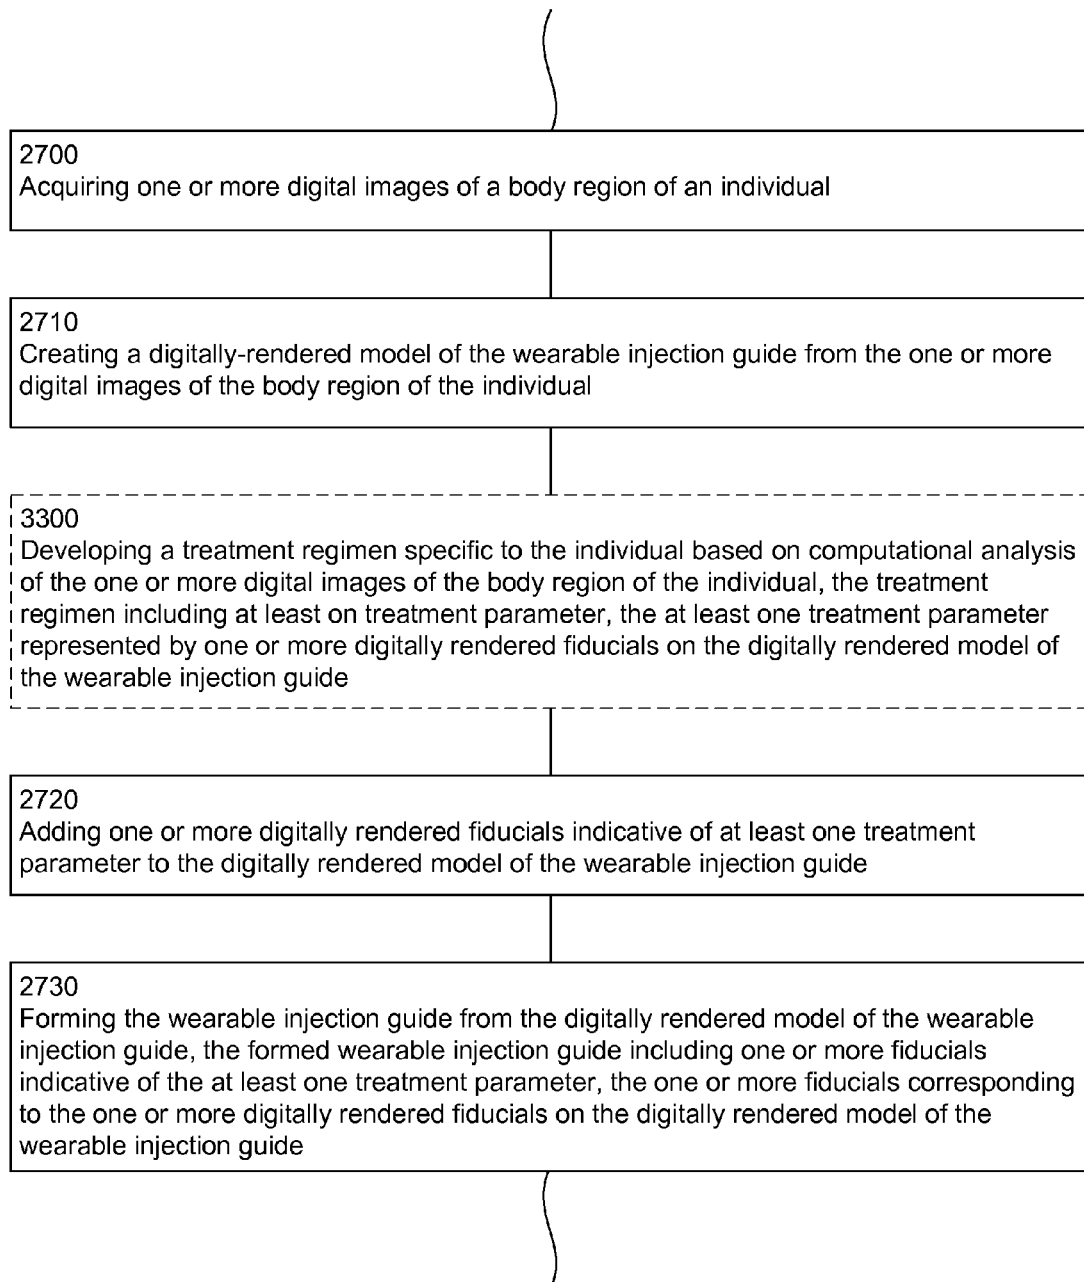 2700
Acquiring one or more digital images of a body region of an individual
2710
Creating a digitally-rendered model of the wearable injection guide from the one or more
digital images of the body region of the individual
3300
Developing a treatment regimen specific to the individual based on computational analysis
of the one or more digital images of the body region of the individual, the treatment
regimen including at least on treatment parameter, the at least one treatment parameter
represented by one or more digitally rendered fiducials on the digitally rendered model of
the wearable injection guide
2720
Adding one or more digitally rendered fiducials indicative of at least one treatment
parameter to the digitally rendered model of the wearable injection guide
2730
Forming the wearable injection guide from the digitally rendered model of the wearable
injection guide, the formed wearable injection guide including one or more fiducials
indicative of the at least one treatment parameter, the one or more fiducials corresponding
to the one or more digitally rendered fiducials on the digitally rendered model of the
wearable injection guide